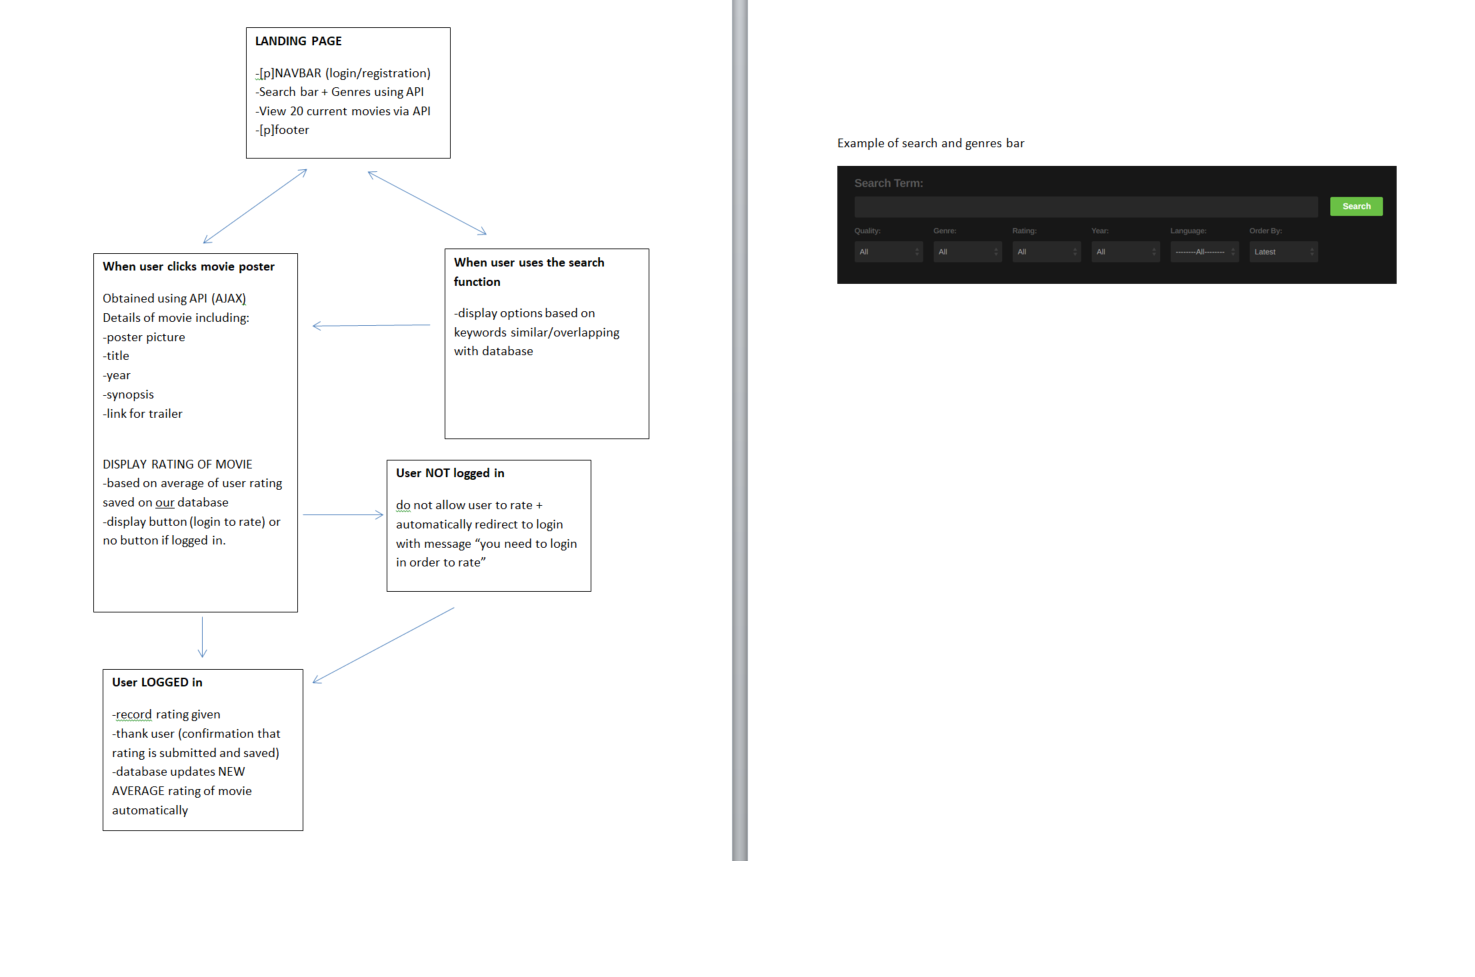 LANDING PAGE
-[p]NAVBAR (login/registration)
-Search bar + Genres using API
-View 20 current movies via API
-[p]footer
When user clicks movie poster
Obtained using API (AJAX)
Details of movie including:
-poster picture
-title
-year
-synopsis
-link for trailer
DISPLAY RATING OF MOVIE
-based on average of user rating
saved on our database
-display button (login to rate) or
no button if logged in.
When user uses the search
function
-display options based on
keywords similar/overlapping
with database
User NOT logged in
do not allow user to rate +
automatically redirect to login
with message “you need to login
in order to rate”
User LOGGED in
-record rating given
-thank user (confirmation that
rating is submitted and saved)
-database updates NEW
AVERAGE rating of movie
automatically
Example of search and genres bar
Search Term:
Search
Quality: Genre: Rating: Year: Language: Order By:
All All All All --------All-------- Latest